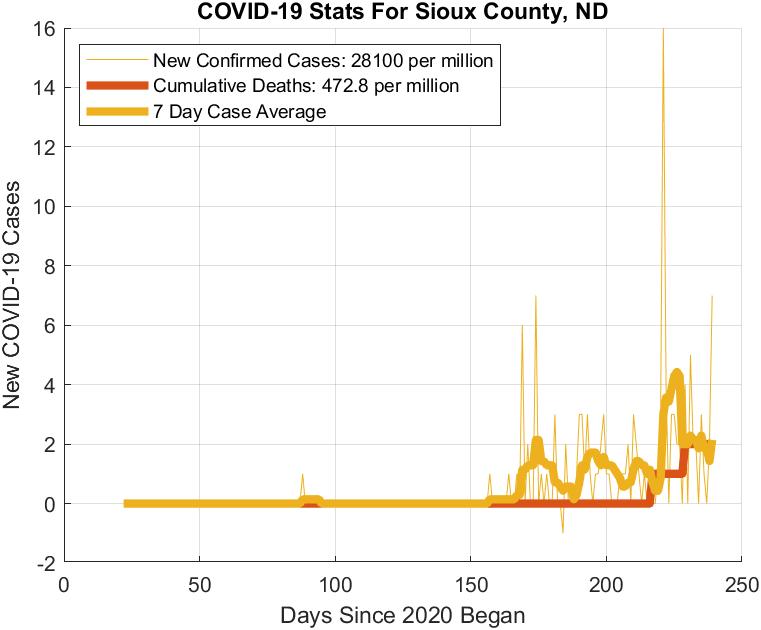 COVID-19 Stats For Sioux County, ND
New Confirmed Cases: 28100 per million
Cumulative Deaths: 472.8 per million
7 Day Case Average
New COVID-19 Cases
16
14
12
10
8
6
4
2
0
-2
0 50 100 150 200 250
Days Since 2020 Began